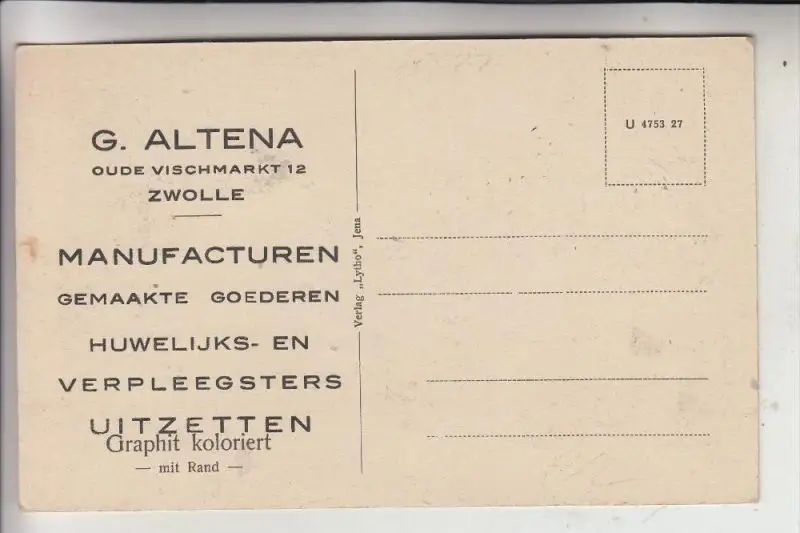 G. ALTENA
OUDE VISCHMARKT 12
ZWOLLE
MANUFACTUREN
GEMAAKTE GOEDEREN
HUWELIJKS- EN
VERPLEEGSTERS
UITZETTEN
Graphit koloriert
— mit Rand —
Verlag „Lytho“, Jena
U 4753 27